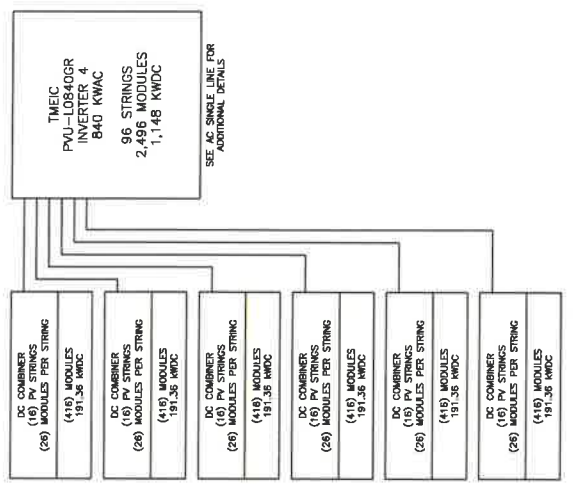 TMEIC
PVU-L0840GR
INVERTER 4
840 KWAC
96 STRINGS
2,496 MODULES
1,148 KWDC
SEE AC SINGLE LINE FOR
ADDITIONAL DETAILS
DC COMBINER
(16) PV STRINGS
(26) MODULES PER STRING
(416) MODULES
191.36 kWDC
DC COMBINER
(16) PV STRINGS
(26) MODULES PER STRING
(416) MODULES
191.36 kWDC
DC COMBINER
(16) PV STRINGS
(26) MODULES PER STRING
(416) MODULES
191.36 kWDC
DC COMBINER
(16) PV STRINGS
(26) MODULES PER STRING
(416) MODULES
191.36 kWDC
DC COMBINER
(16) PV STRINGS
(26) MODULES PER STRING
(416) MODULES
191.36 kWDC
DC COMBINER
(16) PV STRINGS
(26) MODULES PER STRING
(416) MODULES
191.36 kWDC